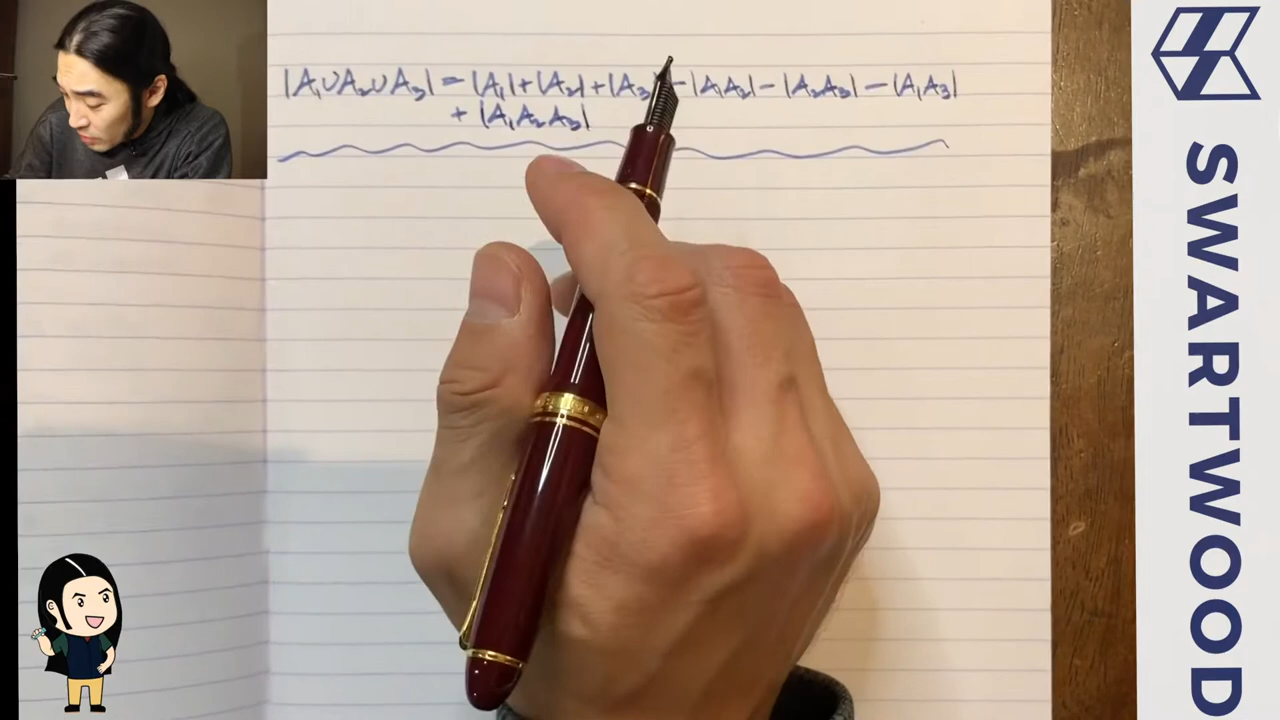 |A₁∪A₂∪A₃| = |A₁|+|A₂|+|A₃|-|A₁A₂|-|A₂A₃|-|A₁A₃|
+ |A₁A₂A₃|
SWARTWOOD